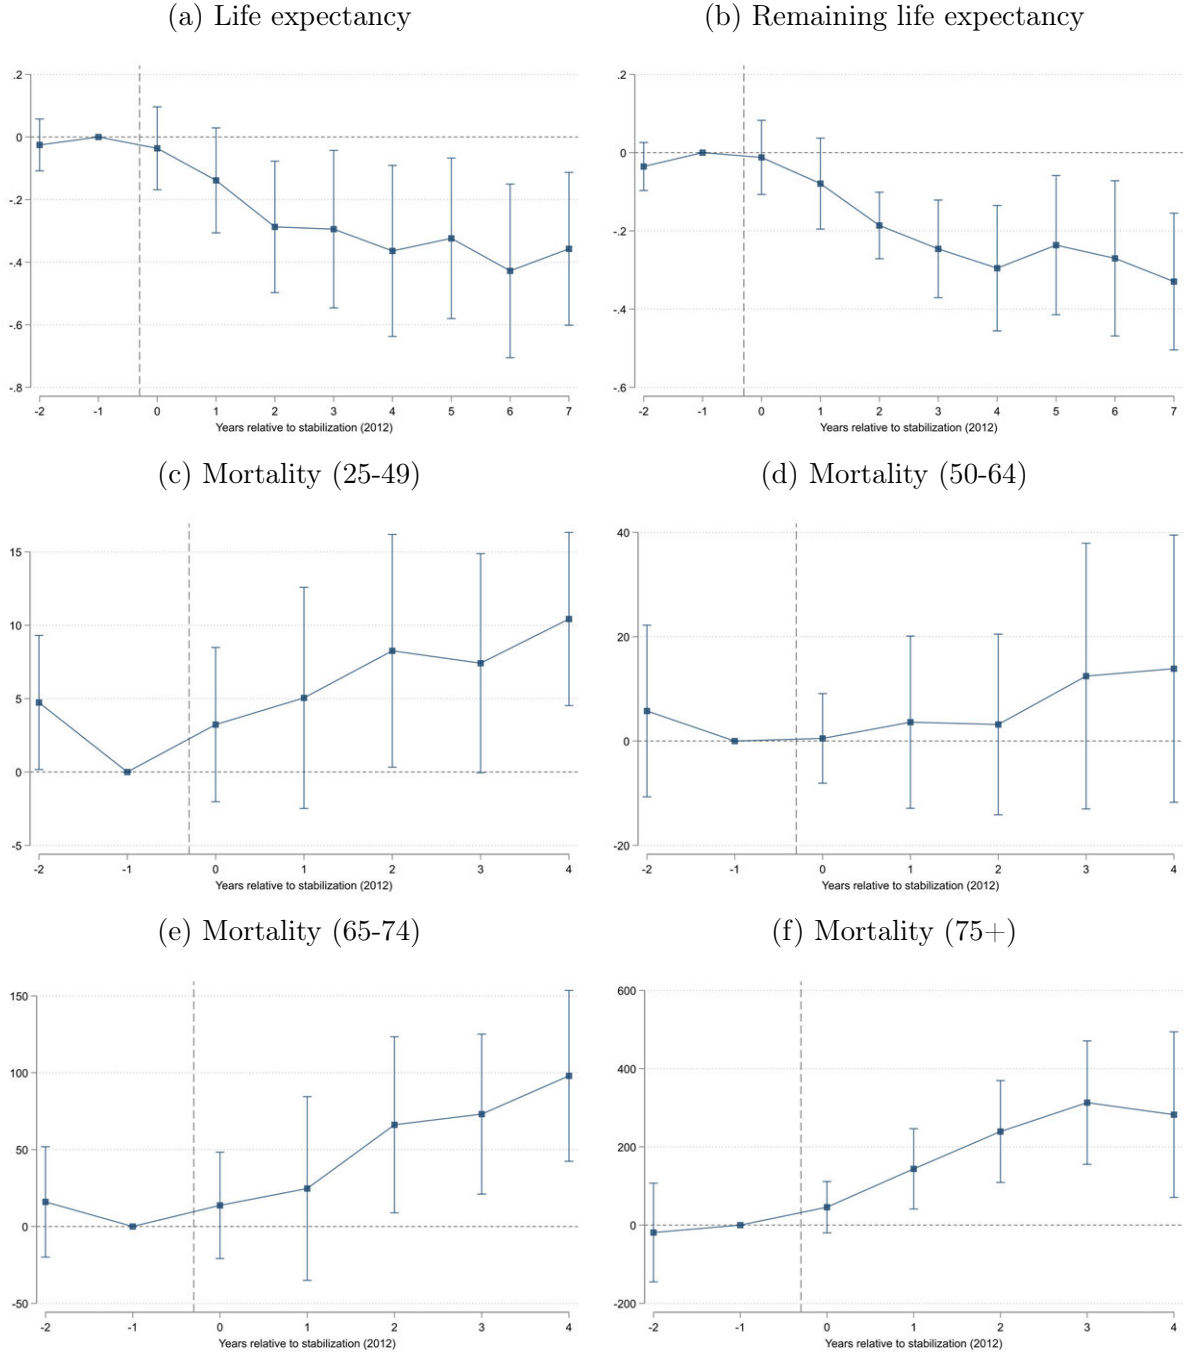 (a) Life expectancy
(b) Remaining life expectancy
.2
0
-.2
-.4
-.6
-.8
-2 -1 0 1 2 3 4 5 6 7
Years relative to stabilization (2012)
.2
0
-.2
-.4
-.6
-2 -1 0 1 2 3 4 5 6 7
Years relative to stabilization (2012)
(c) Mortality (25-49)
(d) Mortality (50-64)
15
10
5
0
-5
-2 -1 0 1 2 3 4
Years relative to stabilization (2012)
40
20
0
-20
-2 -1 0 1 2 3 4
Years relative to stabilization (2012)
(e) Mortality (65-74)
(f) Mortality (75+)
150
100
50
0
-50
-2 -1 0 1 2 3 4
Years relative to stabilization (2012)
600
400
200
0
-200
-2 -1 0 1 2 3 4
Years relative to stabilization (2012)